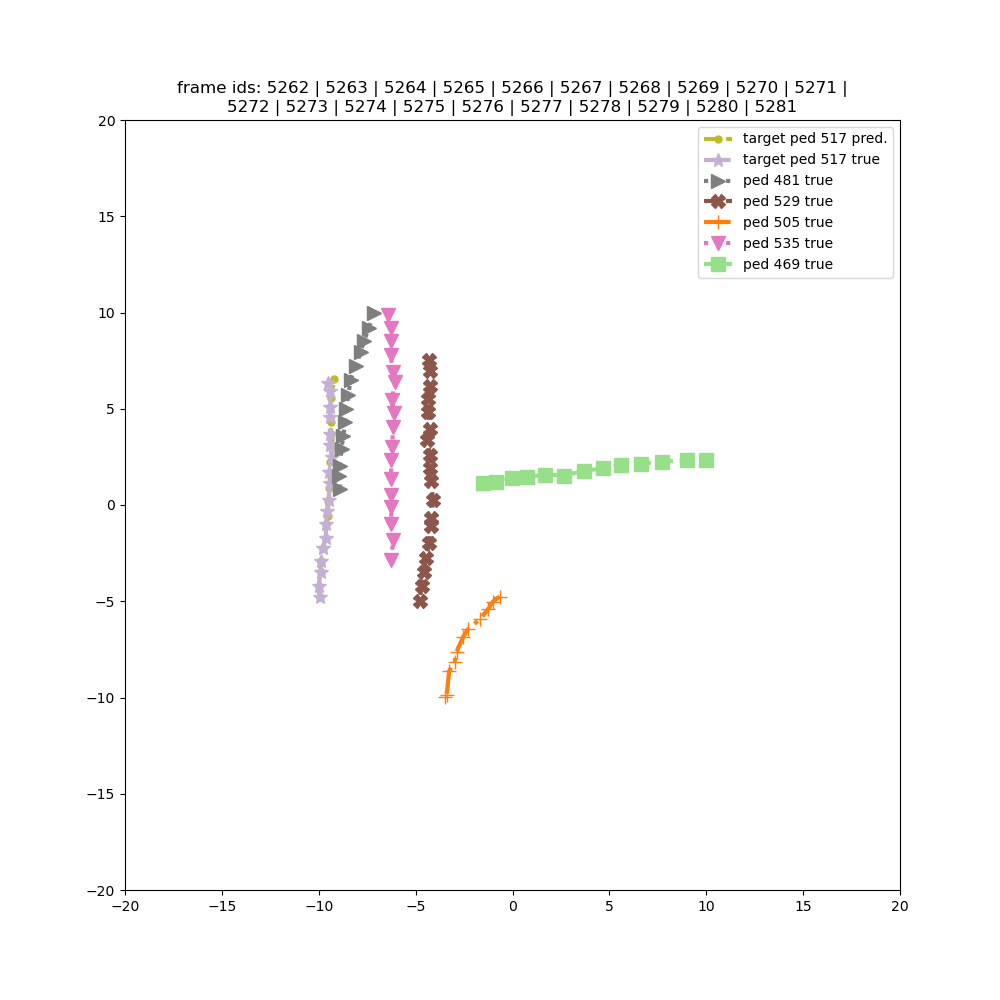 frame ids: 5262 | 5263 | 5264 | 5265 | 5266 | 5267 | 5268 | 5269 | 5270 | 5271 |
5272 | 5273 | 5274 | 5275 | 5276 | 5277 | 5278 | 5279 | 5280 | 5281
target ped 517 pred.
target ped 517 true
ped 481 true
ped 529 true
ped 505 true
ped 535 true
ped 469 true
20
15
10
5
0
−5
−10
−15
−20
−20 −15 −10 −5 0 5 10 15 20